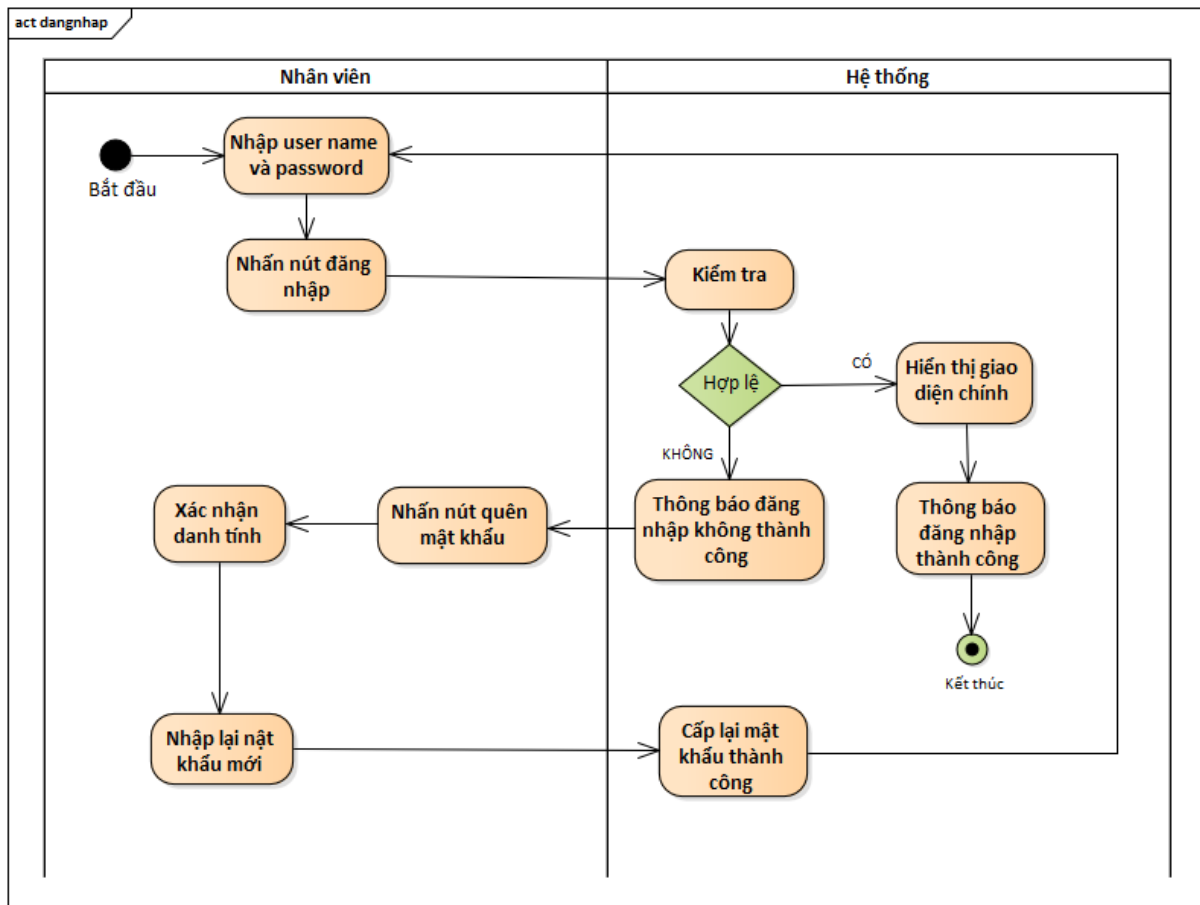 act dangnhap
Nhân viên
Hệ thống
Nhập user name
và password
Bắt đầu
Nhấn nút đăng
nhập
Kiểm tra
Hợp lệ
CÓ
Hiển thị giao
diện chính
KHÔNG
Xác nhận
danh tính
Nhấn nút quên
mật khẩu
Thông báo đăng
nhập không thành
công
Thông báo
đăng nhập
thành công
Kết thúc
Nhập lại nật
khẩu mới
Cấp lại mật
khẩu thành
công